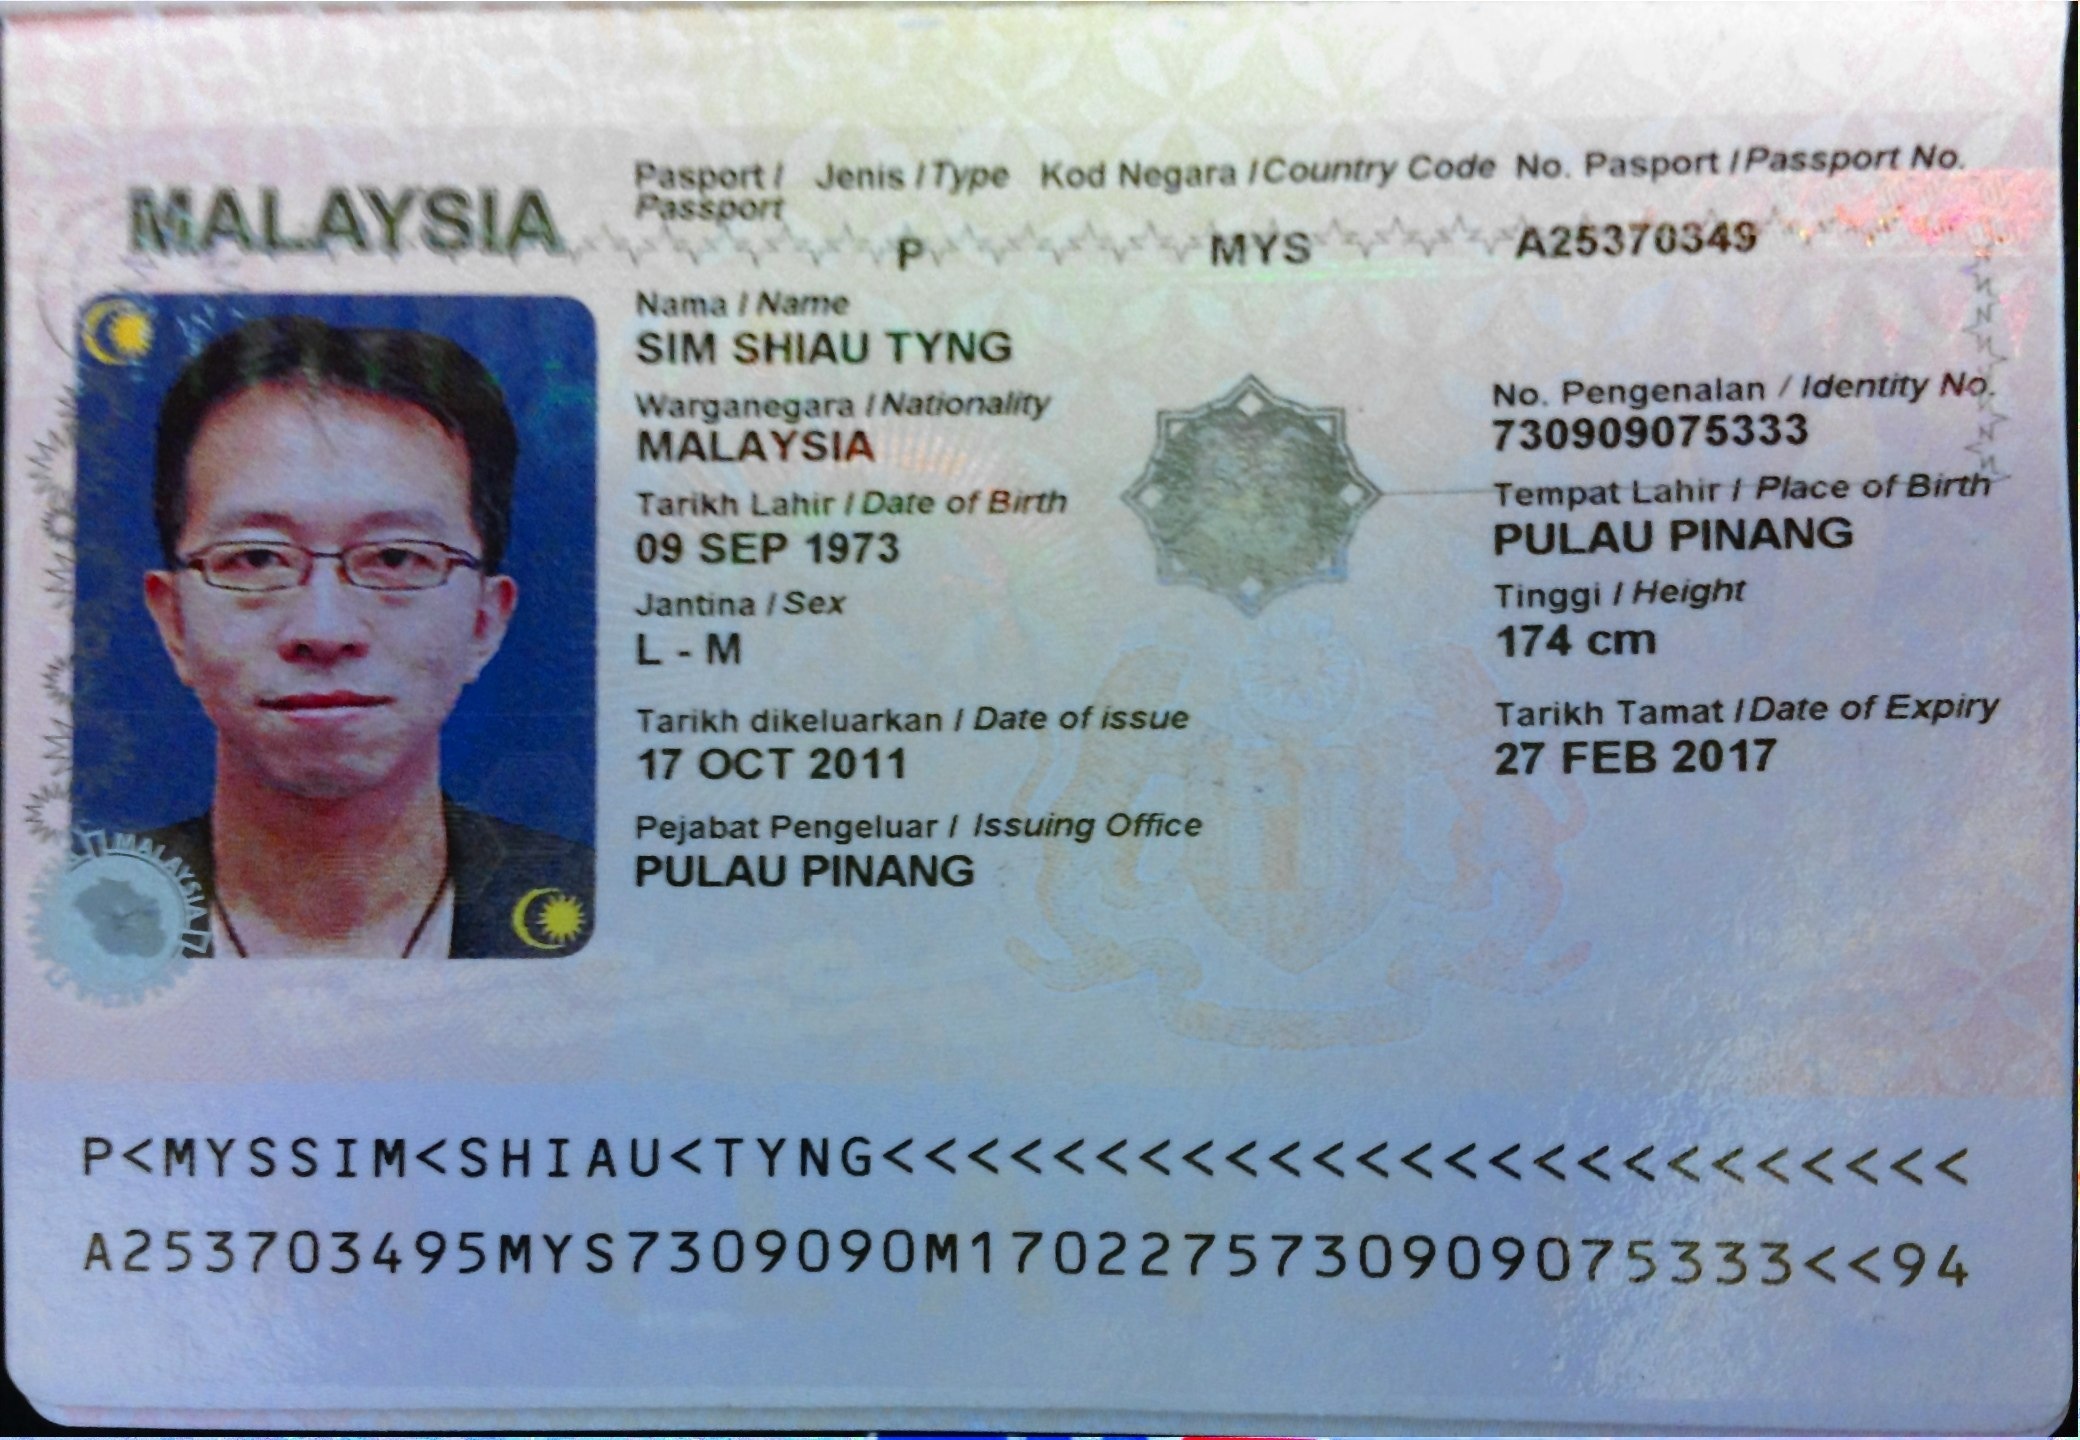 MALAYSIA
Pasport / Passport Jenis / Type Kod Negara / Country Code No. Pasport / Passport No.
P MYS A25370349
Nama / Name
SIM SHIAU TYNG
Warganegara / Nationality No. Pengenalan / Identity No.
MALAYSIA 730909075333
Tarikh Lahir / Date of Birth Tempat Lahir / Place of Birth
09 SEP 1973 PULAU PINANG
Jantina / Sex Tinggi / Height
L - M 174 cm
Tarikh dikeluarkan / Date of issue Tarikh Tamat / Date of Expiry
17 OCT 2011 27 FEB 2017
Pejabat Pengeluar / Issuing Office
PULAU PINANG
MALAYSIA
P<MYSSIM<SHIAU<TYNG<<<<<<<<<<<<<<<<<<<<<<<<<
A253703495MYS7309090M1702275730909075333<<94